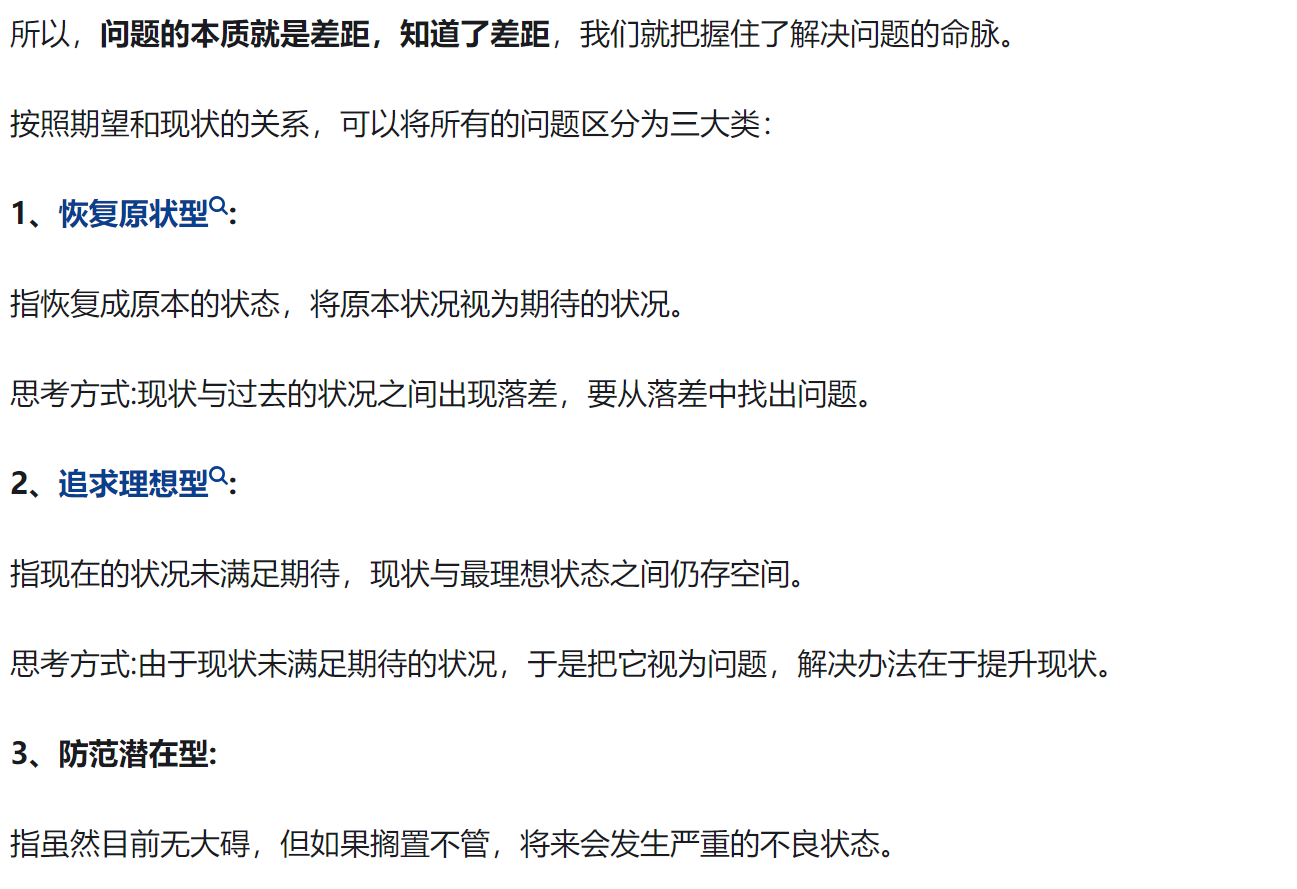 所以，问题的本质就是差距，知道了差距，我们就把握住了解决问题的命脉。
按照期望和现状的关系，可以将所有的问题区分为三大类：
1、恢复原状型:
指恢复成原本的状态，将原本状况视为期待的状况。
思考方式:现状与过去的状况之间出现落差，要从落差中找出问题。
2、追求理想型:
指现在的状况未满足期待，现状与最理想状态之间仍存空间。
思考方式:由于现状未满足期待的状况，于是把它视为问题，解决办法在于提升现状。
3、防范潜在型:
指虽然目前无大碍，但如果搁置不管，将来会发生严重的不良状态。